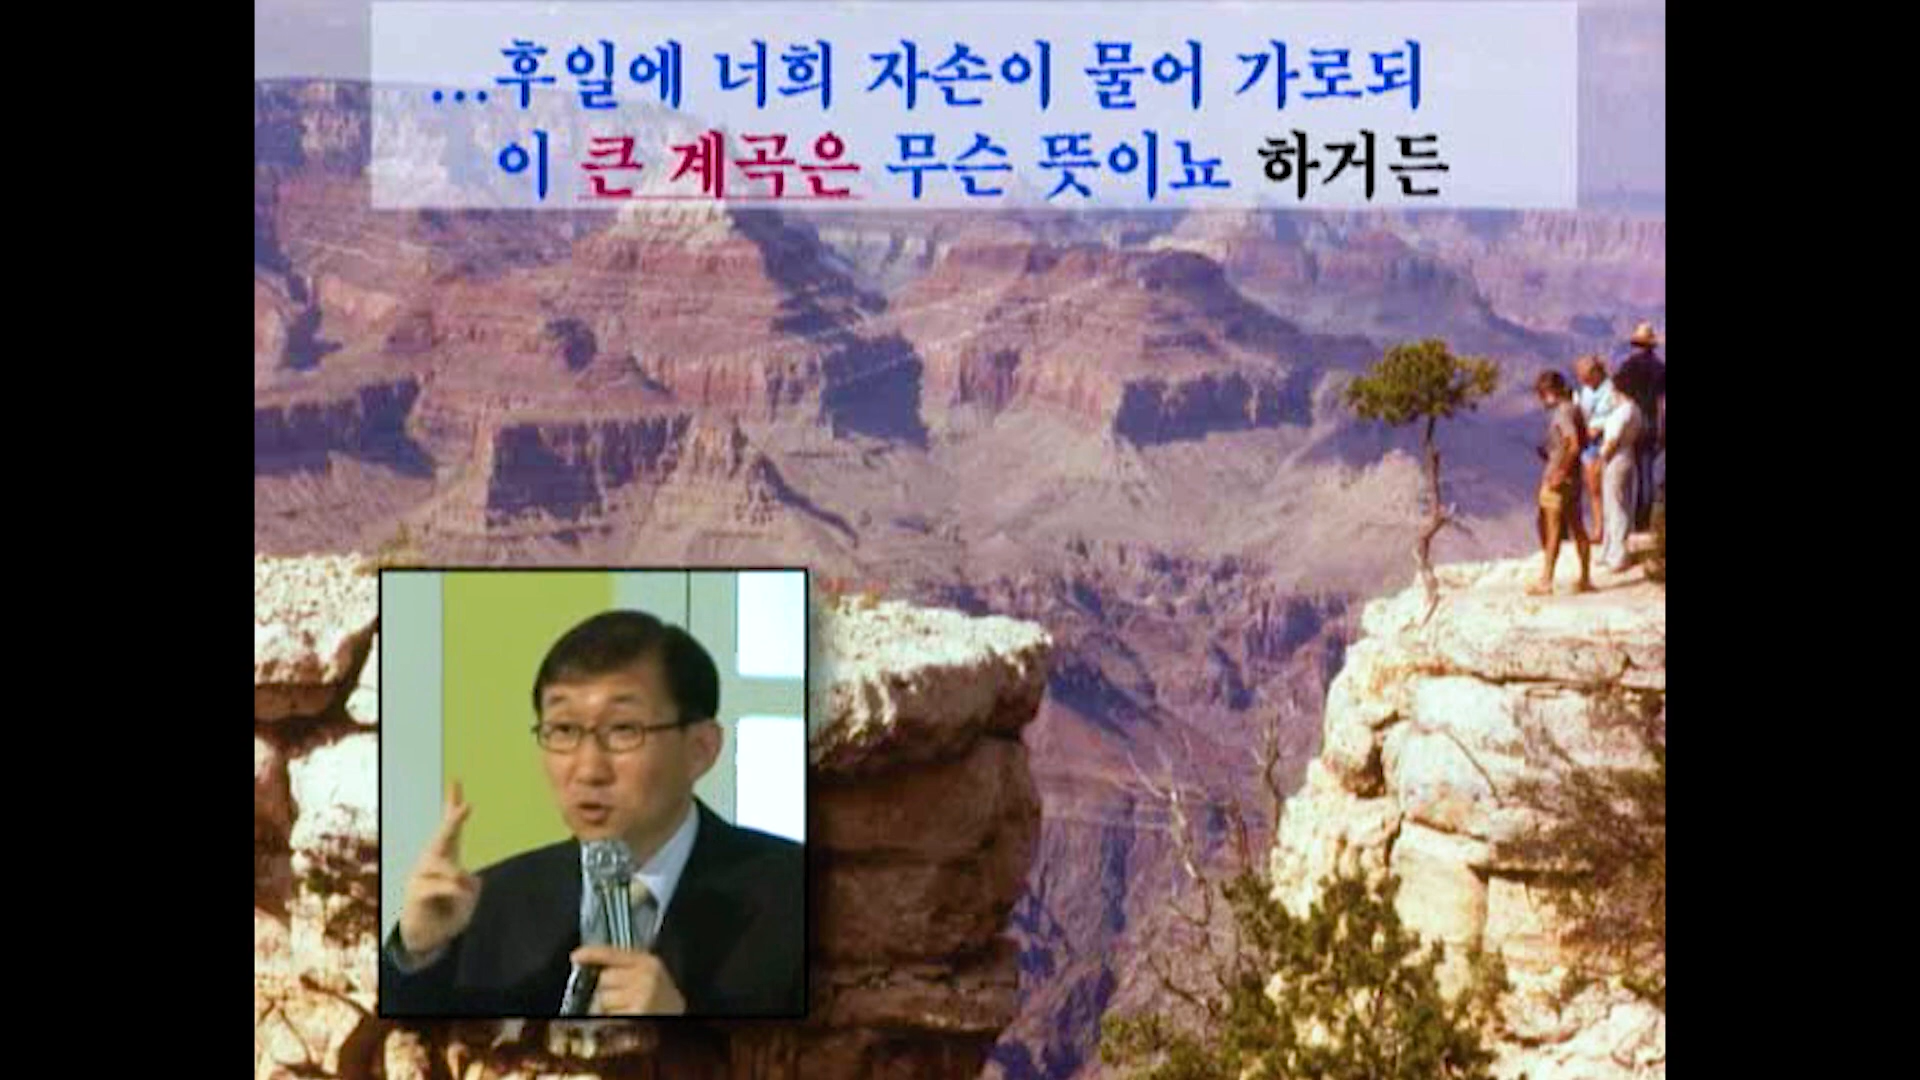 ...후일에 너희 자손이 물어 가로되
이 큰 계곡은 무슨 뜻이뇨 하거든